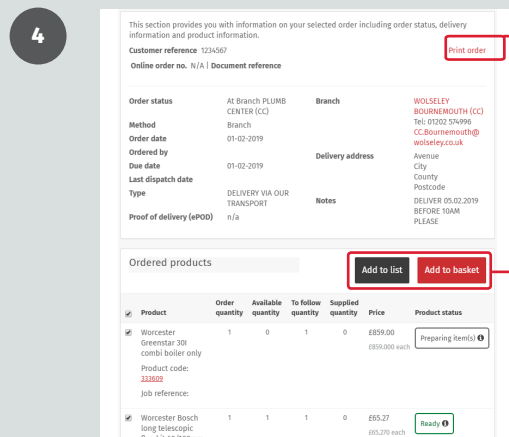 4
This section provides you with information on your selected order including order status, delivery
information and product information.
Customer reference 1234567
Print order
Online order no. N/A | Document reference
Order status At Branch PLUMB CENTER (CC)
Method Branch
Order date 01-02-2019
Ordered by
Due date 01-02-2019
Last dispatch date
Type DELIVERY VIA OUR TRANSPORT
Proof of delivery (ePOD) n/a
Branch WOLSELEY
BOURNEMOUTH (CC)
Tel: 01202 574996
CC.Bournemouth@
wolseley.co.uk
Delivery address Avenue
City
County
Postcode
Notes DELIVER 05.02.2019
BEFORE 10AM
PLEASE
Ordered products
Add to list
Add to basket
Product Order quantity Available quantity To follow quantity Supplied quantity Price Product status
Worcester Greenstar 30I combi boiler only 1 0 1 0 £859.00 Preparing item(s)
£859.000 each
Product code:
333609
Job reference:
Worcester Bosch long telescopic 1 1 1 0 £65.27 Ready
£65.270 each